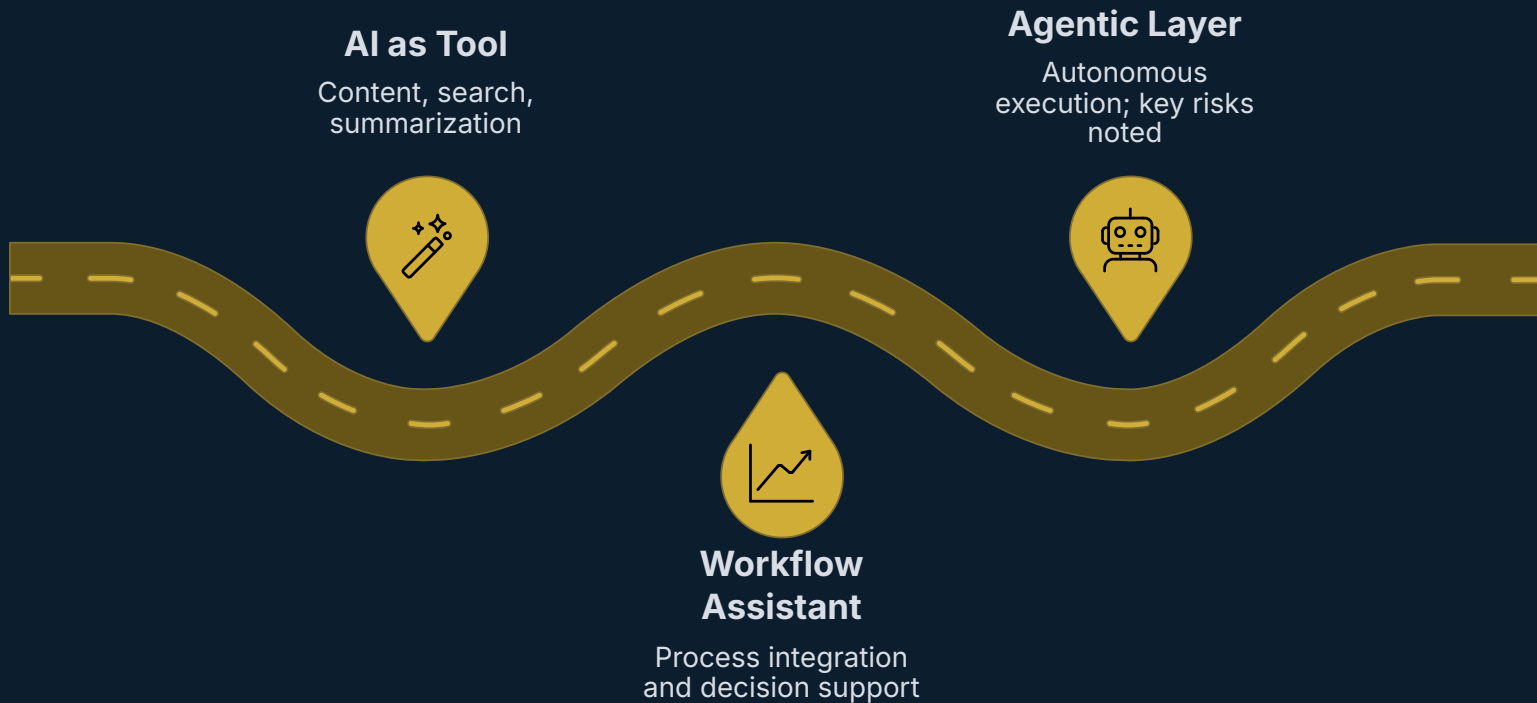 AI as Tool
Content, search,
summarization
Workflow
Assistant
Process integration
and decision support
Agentic Layer
Autonomous
execution; key risks
noted